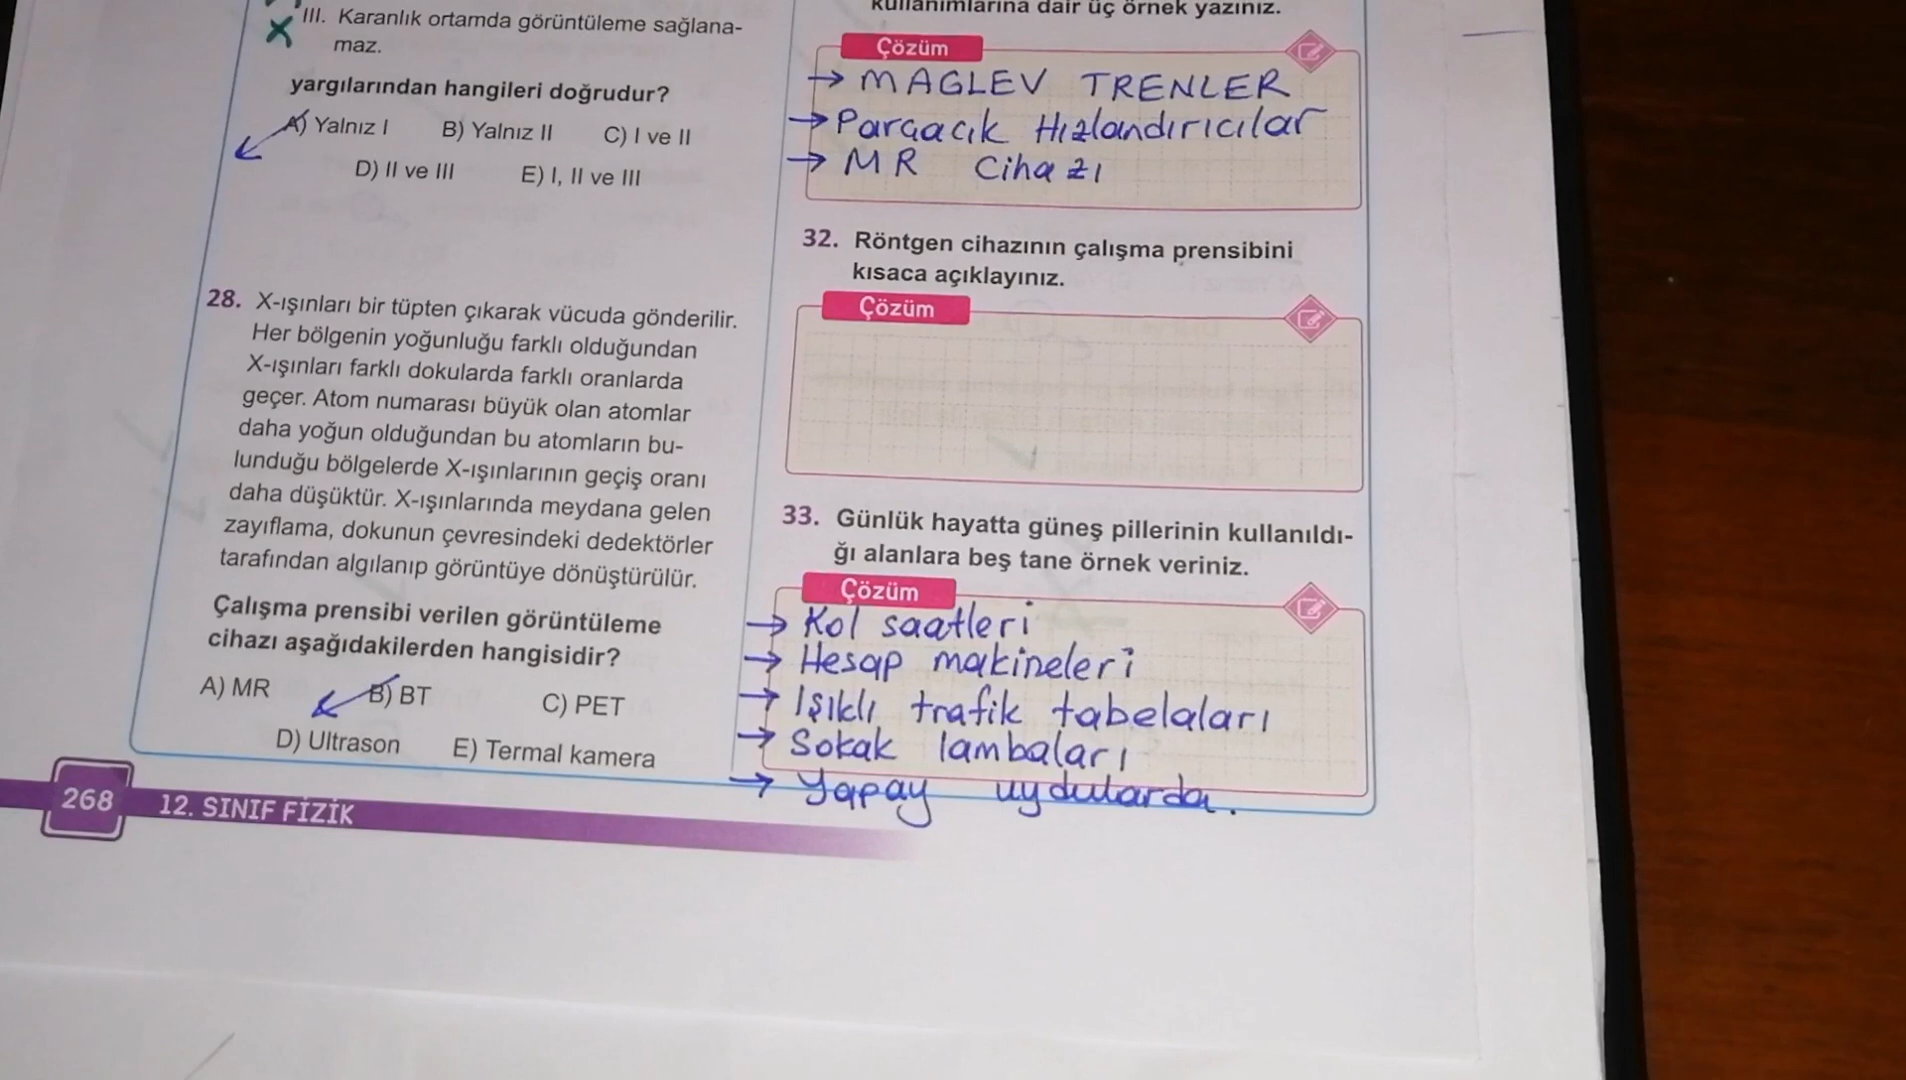 III. Karanlık ortamda görüntüleme sağlana-
maz.
yargılarından hangileri doğrudur?
A) Yalnız I B) Yalnız II C) I ve II
D) II ve III E) I, II ve III
28. X-ışınları bir tüpten çıkarak vücuda gönderilir.
Her bölgenin yoğunluğu farklı olduğundan
X-ışınları farklı dokularda farklı oranlarda
geçer. Atom numarası büyük olan atomlar
daha yoğun olduğundan bu atomların bu-
lunduğu bölgelerde X-ışınlarının geçiş oranı
daha düşüktür. X-ışınlarında meydana gelen
zayıflama, dokunun çevresindeki dedektörler
tarafından algılanıp görüntüye dönüştürülür.
Çalışma prensibi verilen görüntüleme
cihazı aşağıdakilerden hangisidir?
A) MR B) BT C) PET
D) Ultrason E) Termal kamera
268 12. SINIF FİZİK
kullanımlarına dair üç örnek yazınız.
Çözüm
→ MAGLEV TRENLER
→ Parçacık Hızlandırıcılar
→ MR Cihazı
32. Röntgen cihazının çalışma prensibini
kısaca açıklayınız.
Çözüm
33. Günlük hayatta güneş pillerinin kullanıldı-
ğı alanlara beş tane örnek veriniz.
Çözüm
→ Kol saatleri
→ Hesap makineleri
→ Işıklı trafik tabelaları
→ Sokak lambaları
→ Yapay uydularda.